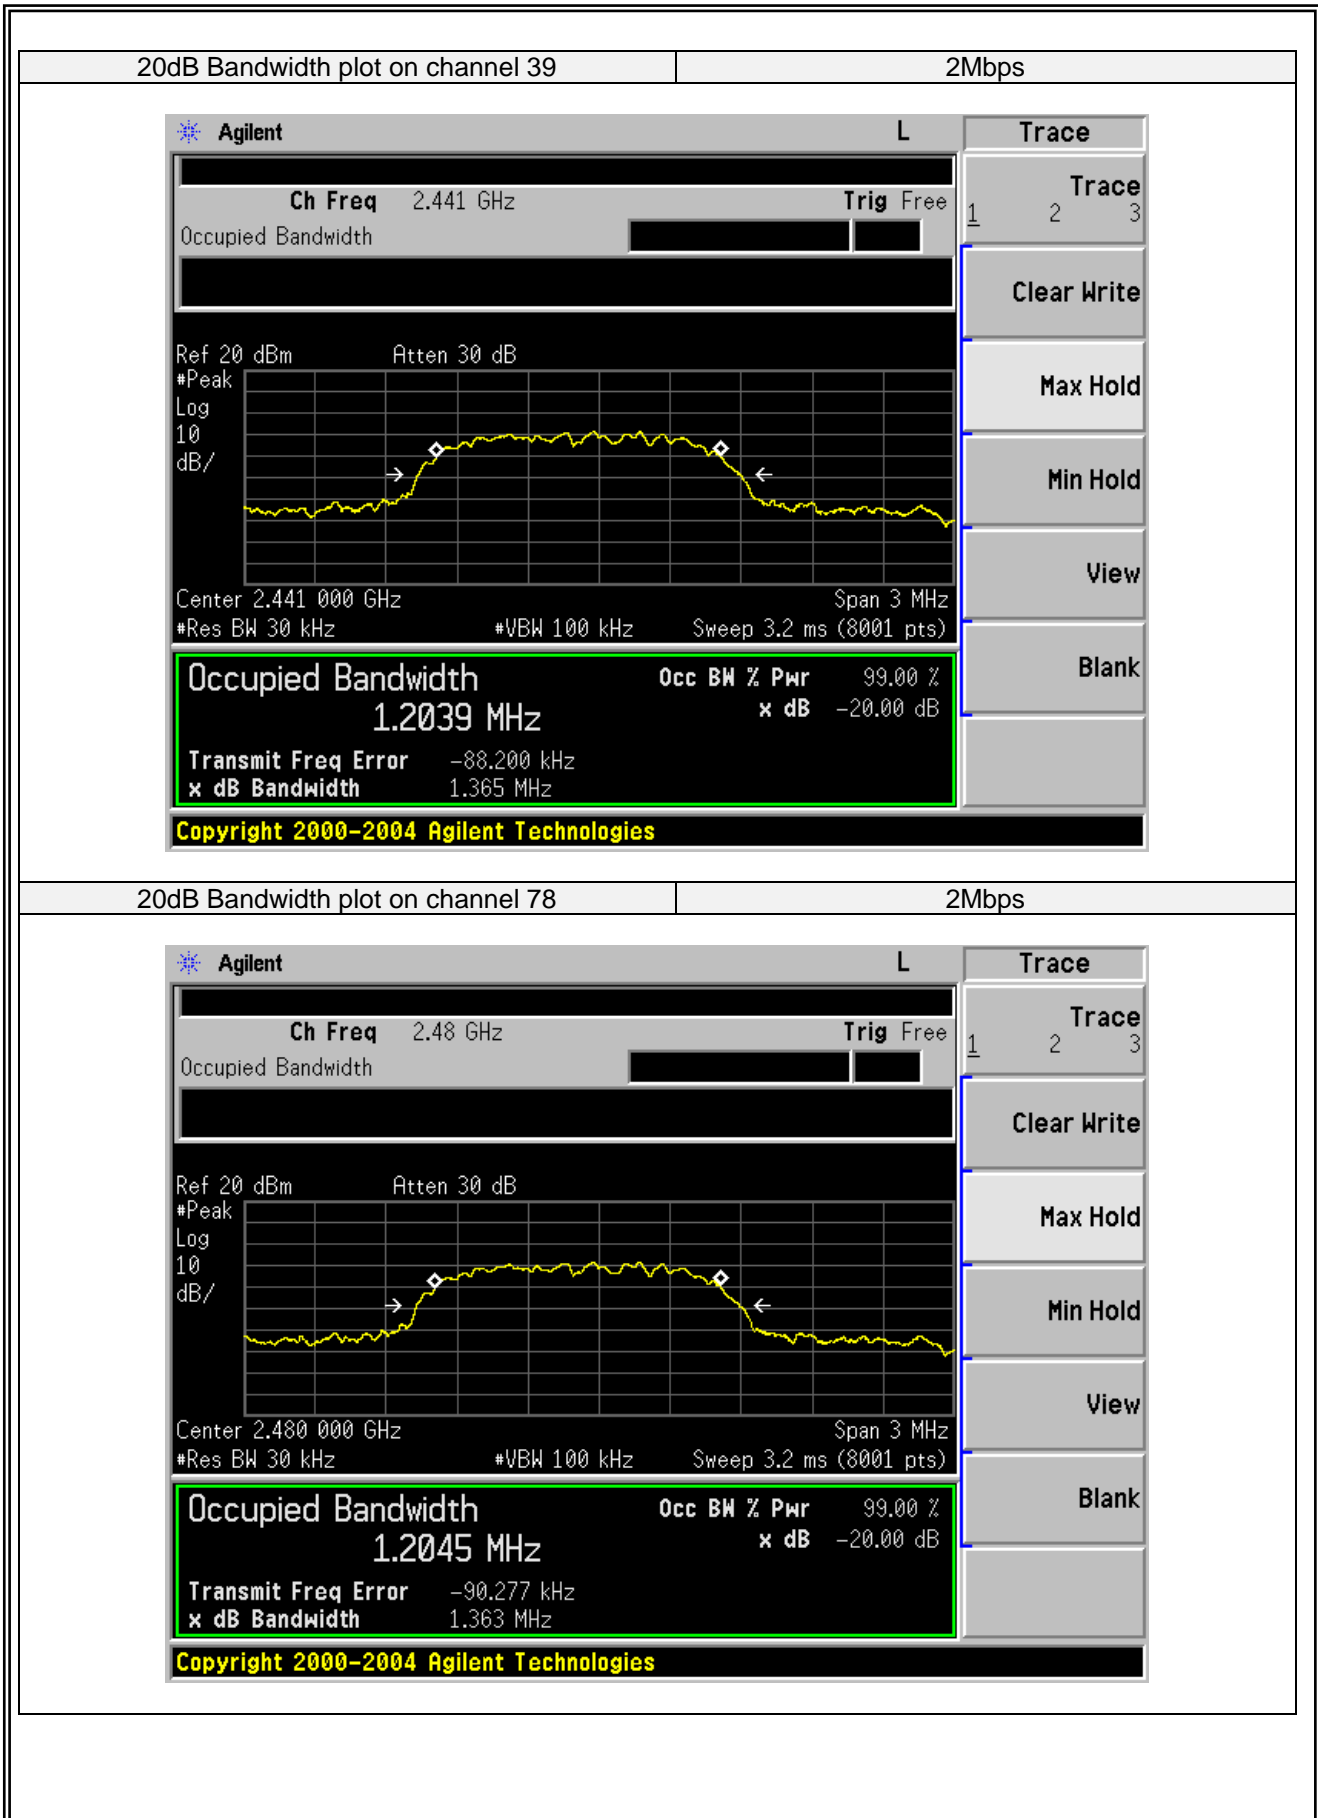 20dB Bandwidth plot on channel 39 2Mbps
Agilent L Trace
Ch Freq 2.441 GHz Trig Free
Occupied Bandwidth
Trace
1 2 3
Clear Write
Max Hold
Min Hold
View
Blank
Ref 20 dBm Atten 30 dB
#Peak
Log
10
dB/
Center 2.441 000 GHz Span 3 MHz
#Res BW 30 kHz #VBW 100 kHz Sweep 3.2 ms (8001 pts)
Occupied Bandwidth Occ BW % Pwr 99.00 %
1.2039 MHz x dB -20.00 dB
Transmit Freq Error -88.200 kHz
x dB Bandwidth 1.365 MHz
Copyright 2000-2004 Agilent Technologies
20dB Bandwidth plot on channel 78 2Mbps
Agilent L Trace
Ch Freq 2.48 GHz Trig Free
Occupied Bandwidth
Trace
1 2 3
Clear Write
Max Hold
Min Hold
View
Blank
Ref 20 dBm Atten 30 dB
#Peak
Log
10
dB/
Center 2.480 000 GHz Span 3 MHz
#Res BW 30 kHz #VBW 100 kHz Sweep 3.2 ms (8001 pts)
Occupied Bandwidth Occ BW % Pwr 99.00 %
1.2045 MHz x dB -20.00 dB
Transmit Freq Error -90.277 kHz
x dB Bandwidth 1.363 MHz
Copyright 2000-2004 Agilent Technologies